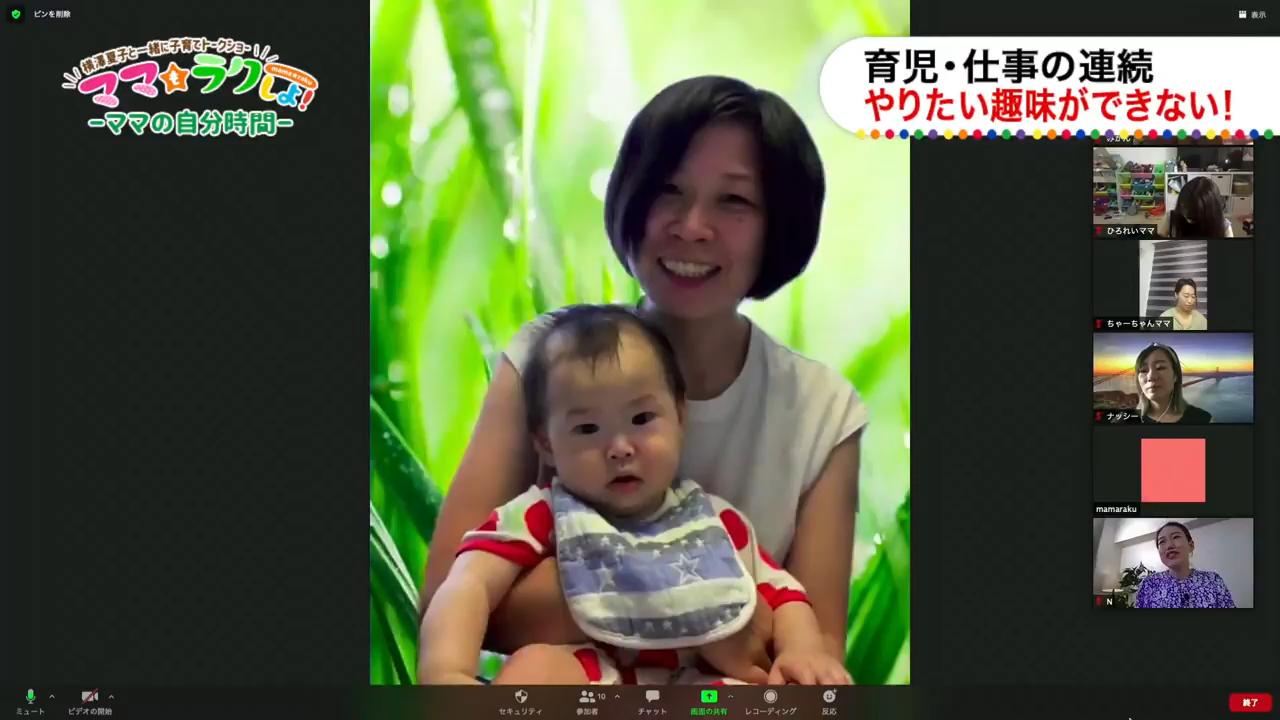 ピンを削除
表示
横澤夏子と一緒に子育てトークショー！
ママもラクしよ!
mamaraku
-ママの自分時間-
育児・仕事の連続
やりたい趣味ができない！
みかん
ひろれいママ
ちゃーちゃんママ
ナッシー
mamaraku
N
ミュート
ビデオの開始
セキュリティ
10
参加者
チャット
画面の共有
レコーディング
反応
終了